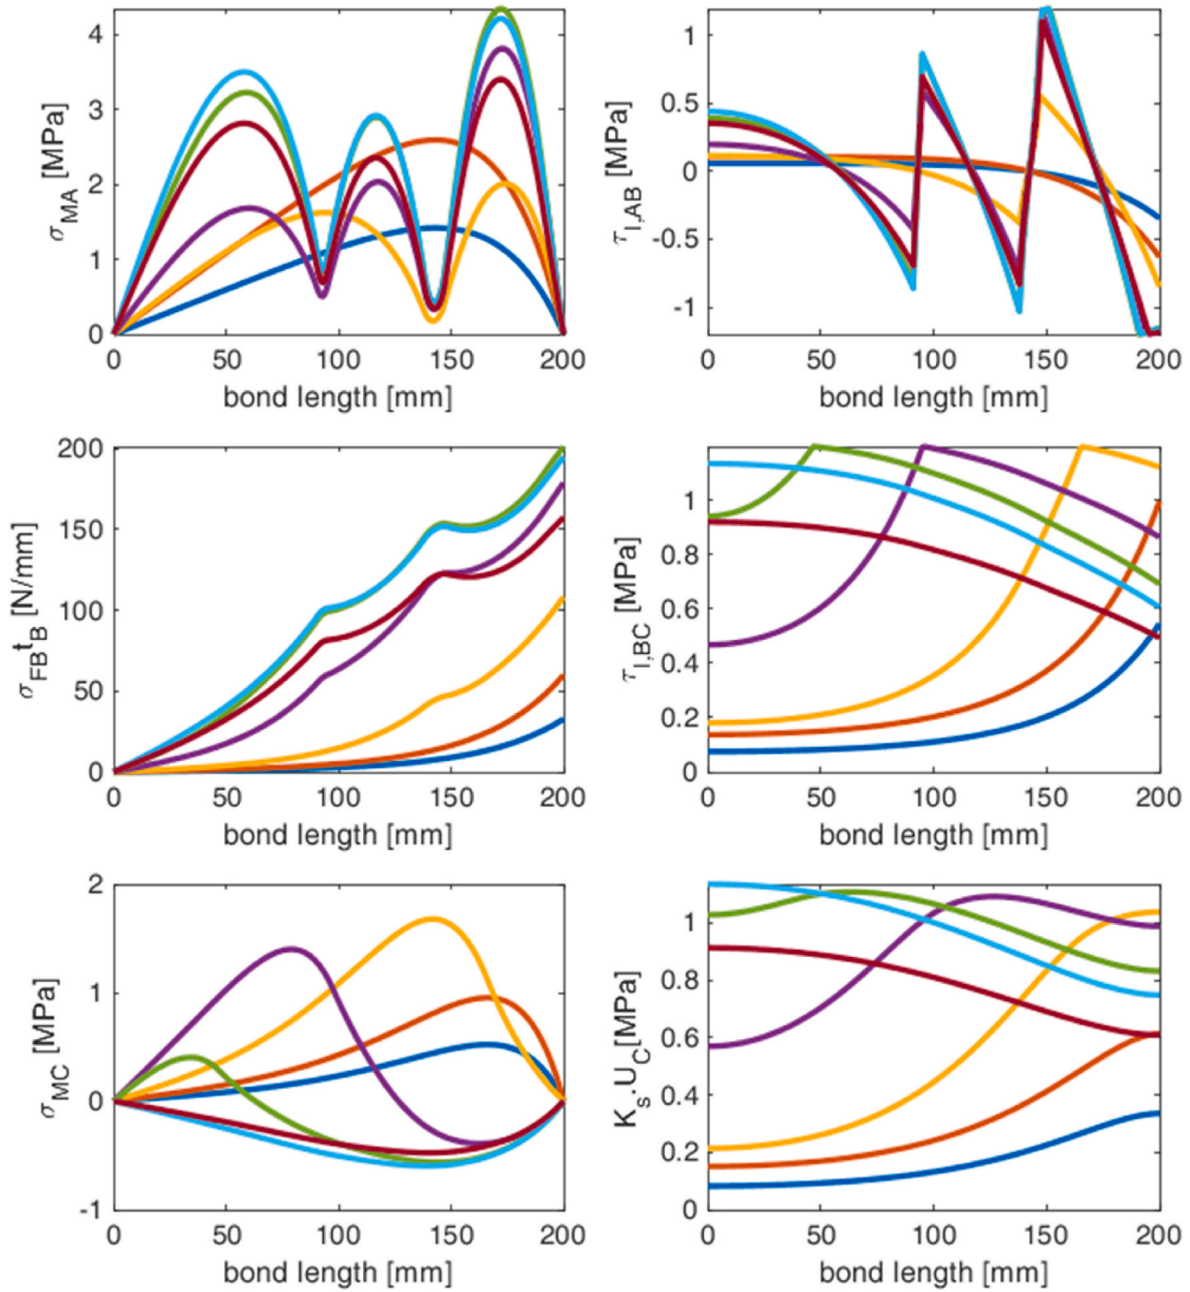 σMA [MPa]
4
3
2
1
0
0 50 100 150 200
bond length [mm]
τI,AB [MPa]
1
0.5
0
-0.5
-1
0 50 100 150 200
bond length [mm]
σFBtB [N/mm]
200
150
100
50
0
0 50 100 150 200
bond length [mm]
τI,BC [MPa]
1
0.8
0.6
0.4
0.2
0
0 50 100 150 200
bond length [mm]
σMC [MPa]
2
1
0
-1
0 50 100 150 200
bond length [mm]
Ks.UC[MPa]
1
0.8
0.6
0.4
0.2
0
0 50 100 150 200
bond length [mm]